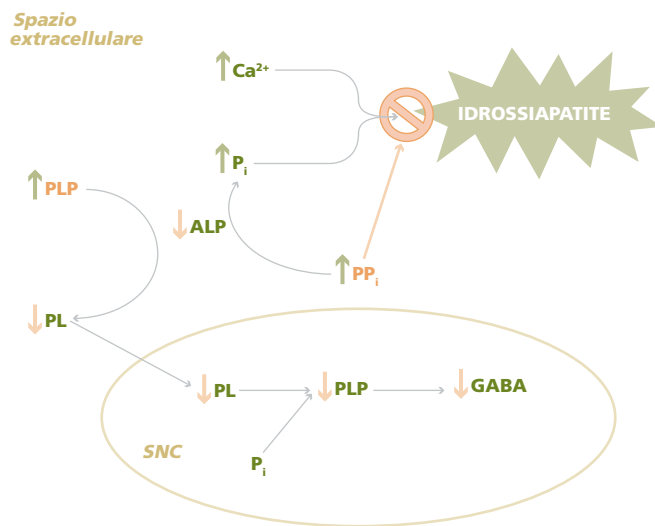 Spazio
extracellulare
↑ Ca²⁺
IDROSSIAPATITE
↑ Pᵢ
↑ PLP
↓ ALP
↑ PPᵢ
↓ PL
↓ PL
↓ PLP
↓ GABA
SNC
Pᵢ